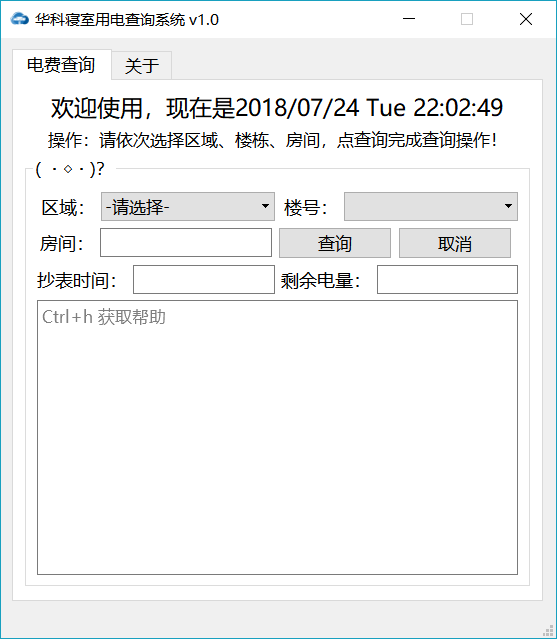 华科寝室用电查询系统 v1.0
电费查询 关于
欢迎使用，现在是2018/07/24 Tue 22:02:49
操作：请依次选择区域、楼栋、房间，点查询完成查询操作！
( ・◇・)?
区域： -请选择- 楼号：
房间： 查询 取消
抄表时间： 剩余电量：
Ctrl+h 获取帮助